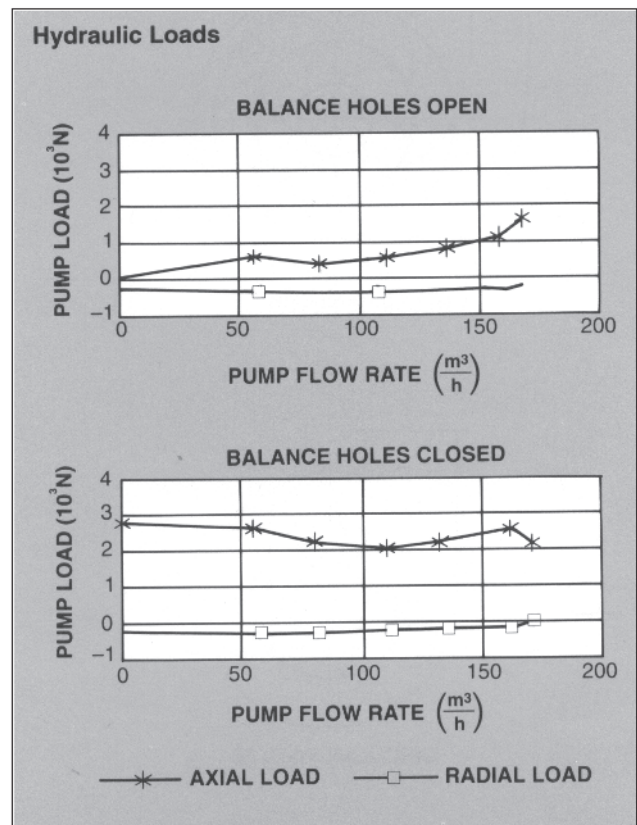 Hydraulic Loads
BALANCE HOLES OPEN
PUMP LOAD (10³N)
4
3
2
1
0
–1
0 50 100 150 200
PUMP FLOW RATE (m³/h)
BALANCE HOLES CLOSED
PUMP LOAD (10³N)
4
3
2
1
0
–1
0 50 100 150 200
PUMP FLOW RATE (m³/h)
AXIAL LOAD RADIAL LOAD